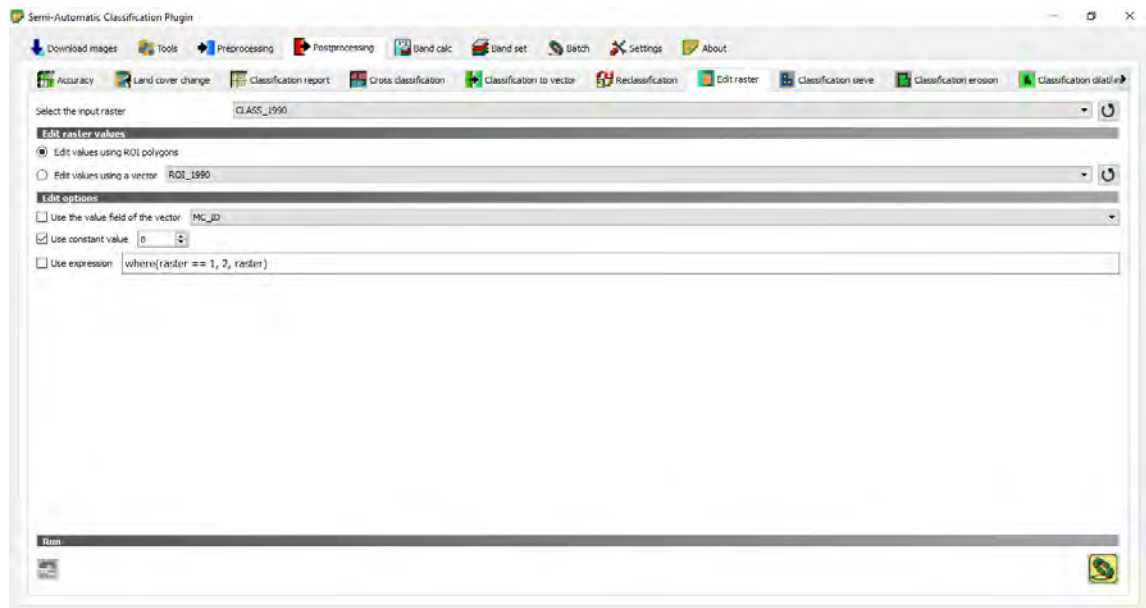 Semi-Automatic Classification Plugin
Download images Tools Preprocessing Postprocessing Band calc Band set Batch Settings About
Accuracy Land cover change Classification report Cross classification Classification to vector Reclassification Edit raster Classification sieve Classification erosion Classification dilation
Select the input raster CLASS_1990
Edit raster values
Edit values using ROI polygons
Edit values using a vector ROI_1990
Edit options
Use the value field of the vector MC_ID
Use constant value 0
Use expression where(raster == 1, 2, raster)
Run